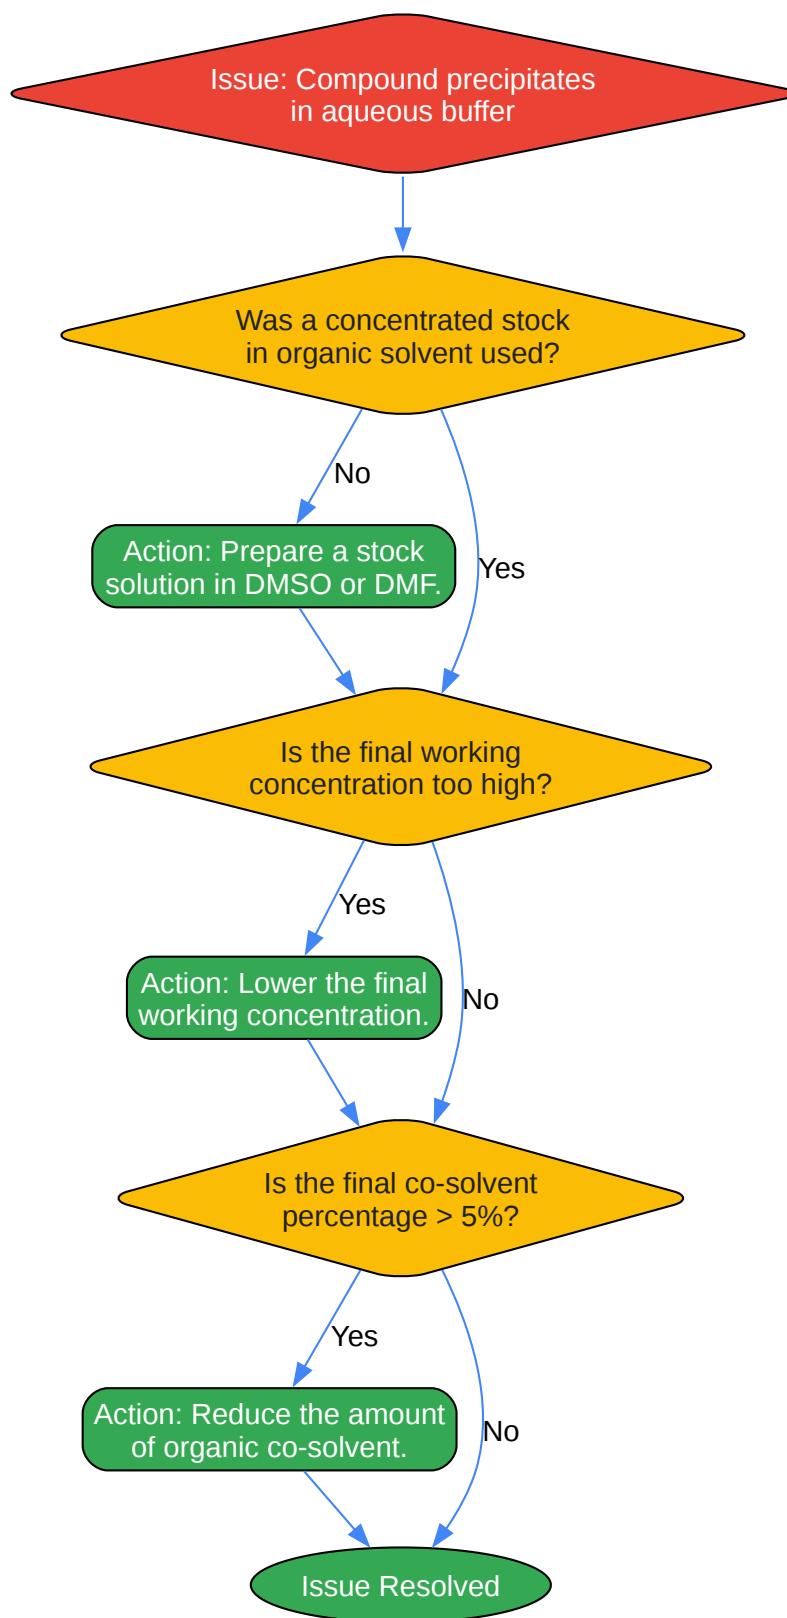 Issue: Compound precipitates
in aqueous buffer
Was a concentrated stock
in organic solvent used?
No
Action: Prepare a stock
solution in DMSO or DMF.
Yes
Is the final working
concentration too high?
Yes
Action: Lower the final
working concentration.
No
Is the final co-solvent
percentage > 5%?
Yes
Action: Reduce the amount
of organic co-solvent.
No
Issue Resolved